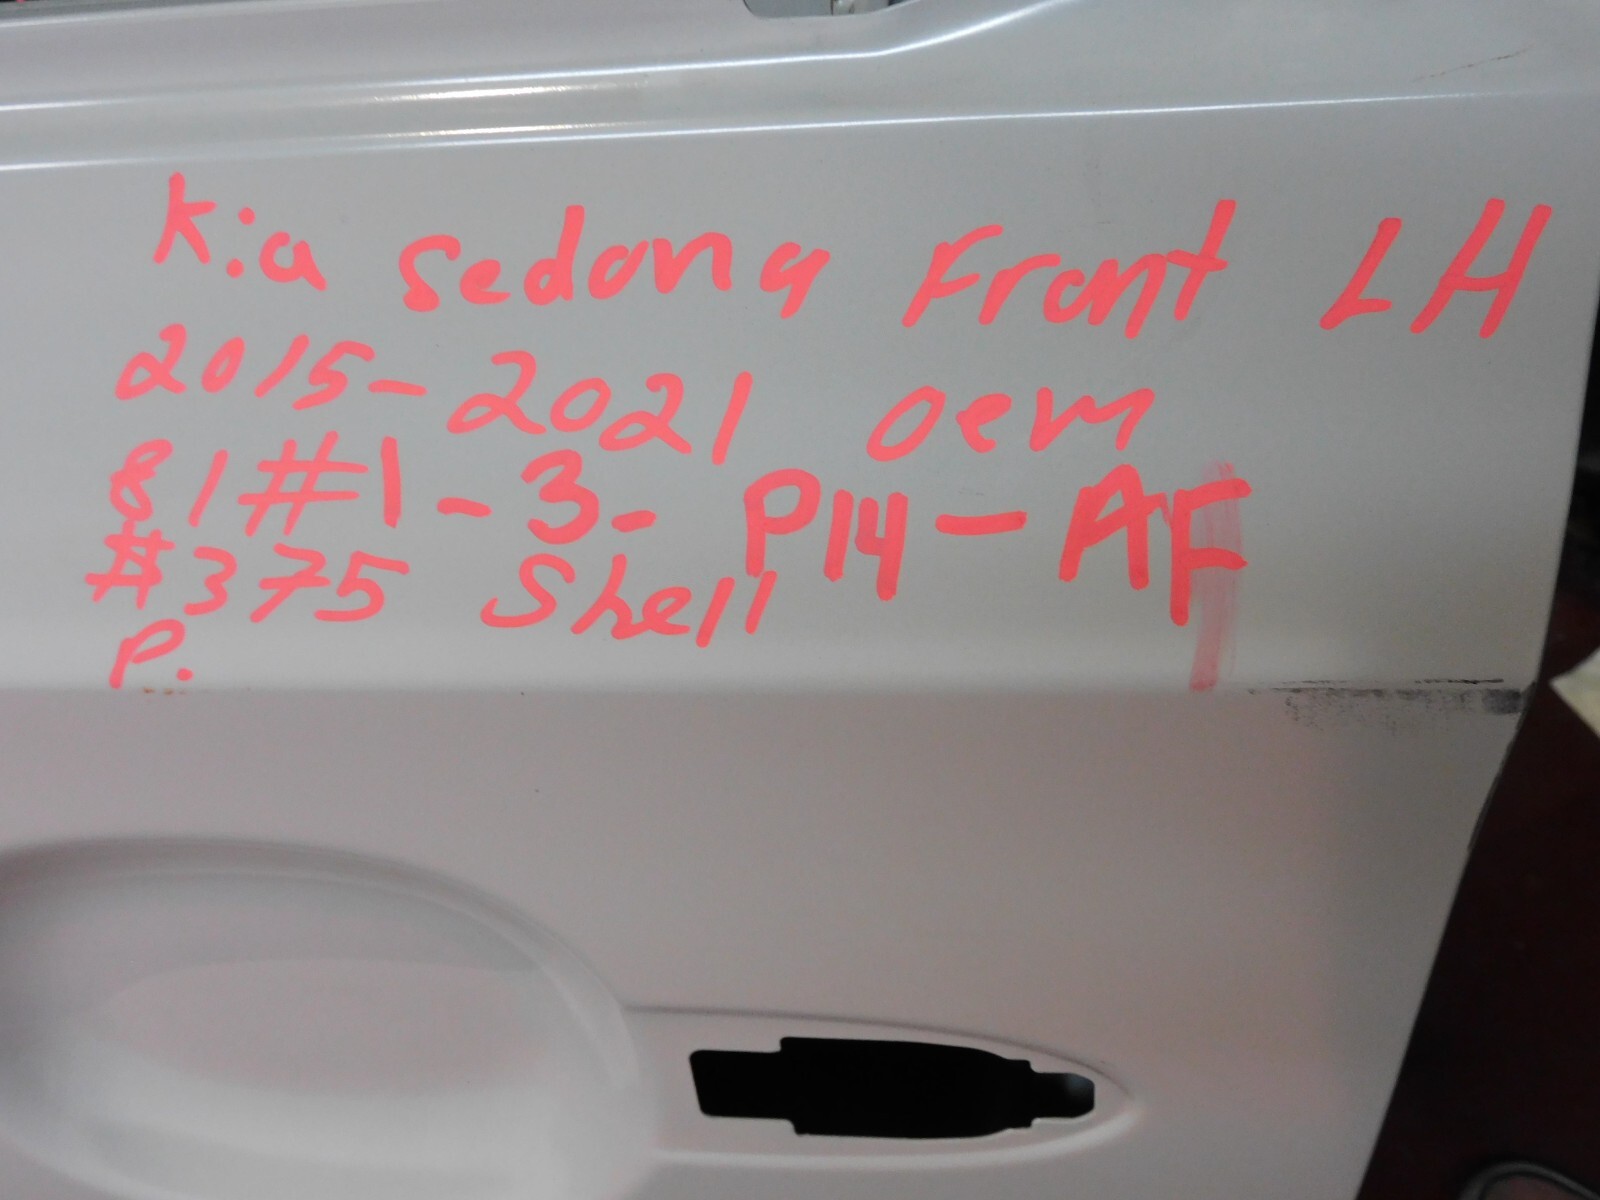 Kia Sedona Front LH
2015-2021 oem
81#1-3- P14-AF
#375 Shell
P.